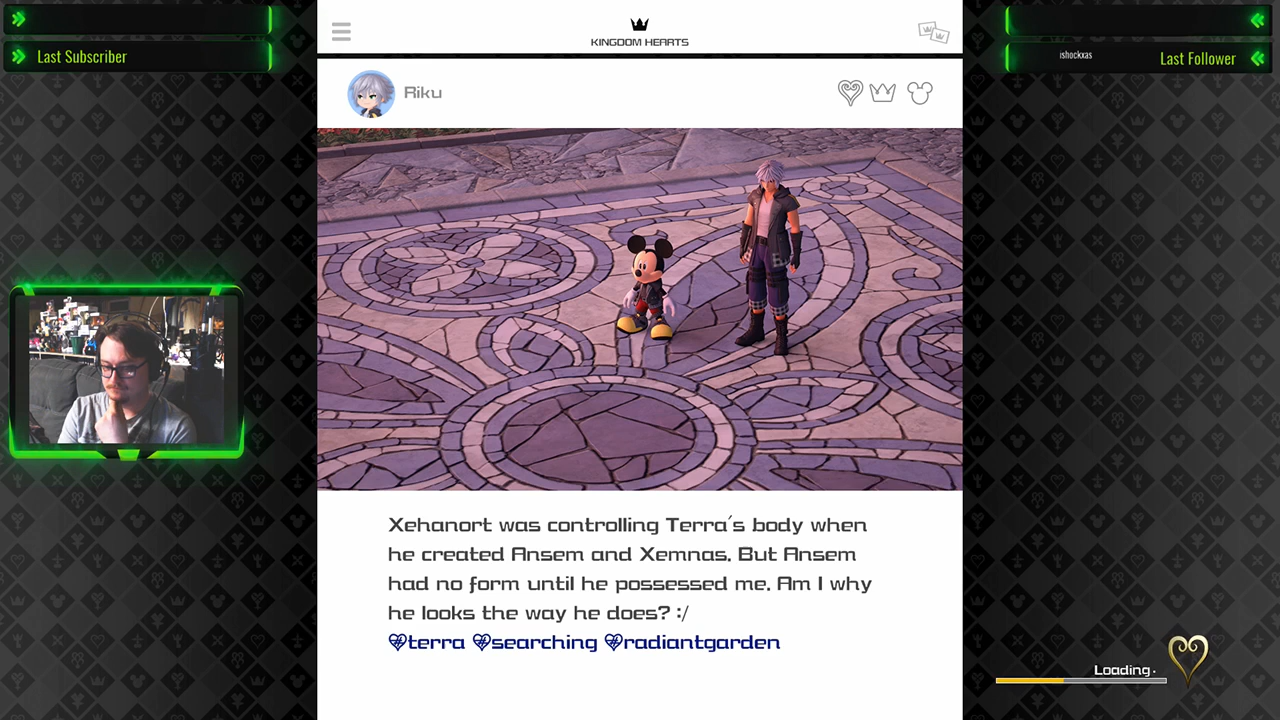 Last Subscriber
KINGDOM HEARTS
ishockxas
Last Follower
Riku
Xehanort was controlling Terra's body when
he created Ansem and Xemnas. But Ansem
had no form until he possessed me. Am I why
he looks the way he does? :/
#terra #searching #radiantgarden
Loading.